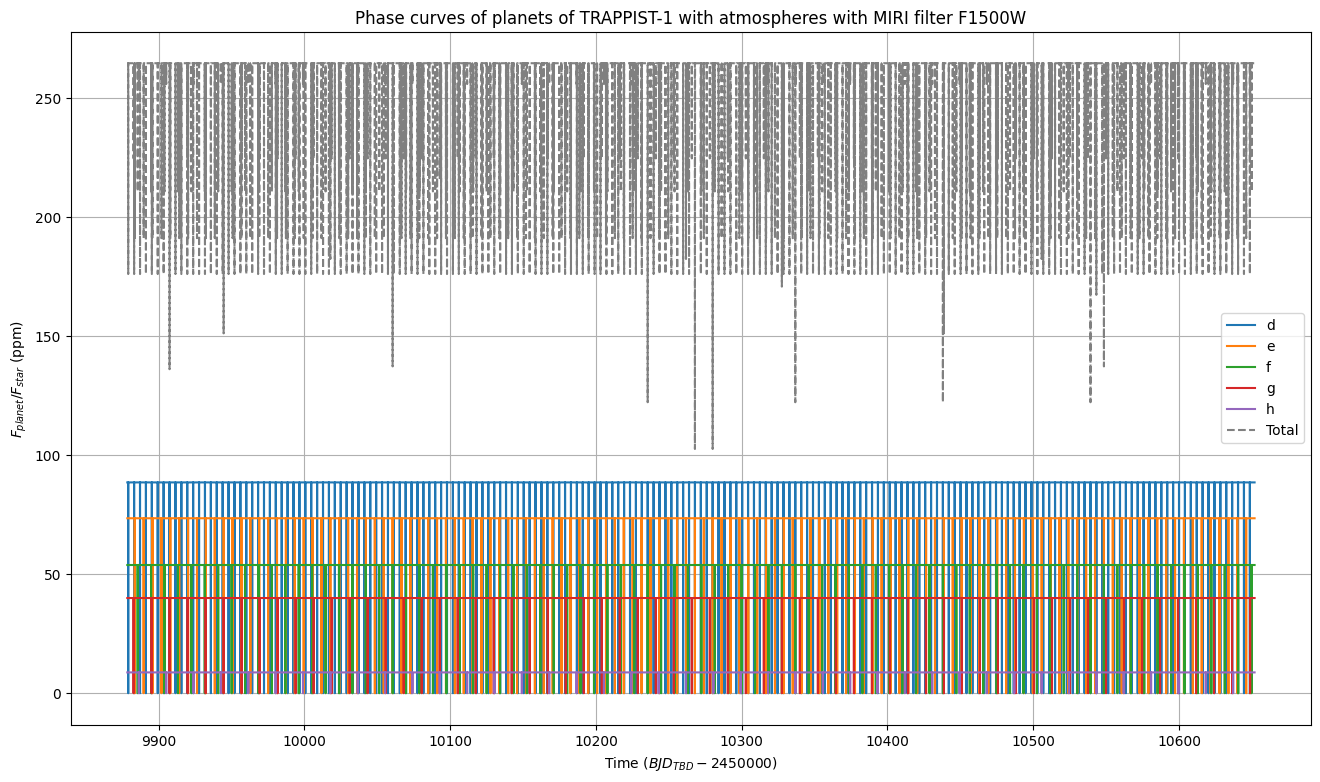 Phase curves of planets of TRAPPIST-1 with atmospheres with MIRI filter F1500W
F_planet/F_star (ppm)
250
200
150
100
50
0
d
e
f
g
h
Total
9900
10000
10100
10200
10300
10400
10500
10600
Time (BJD_TBD − 2450000)